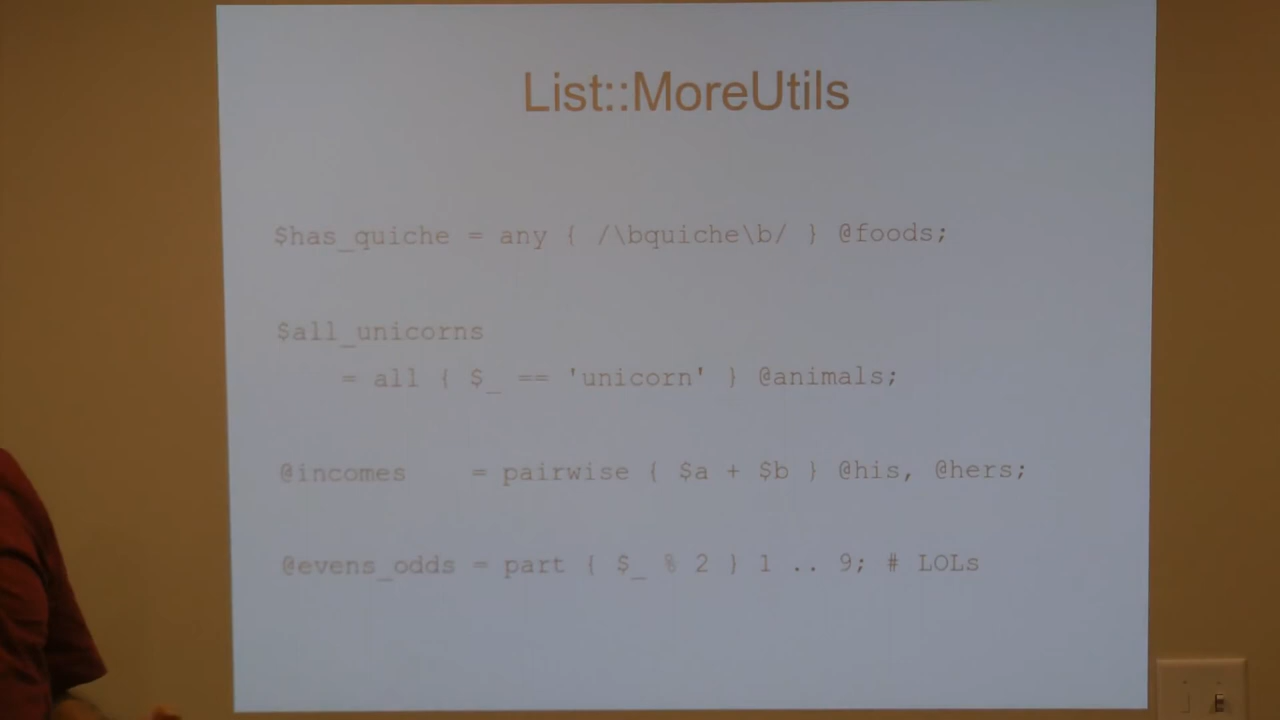 List::MoreUtils
$has_quiche = any { /\bquiche\b/ } @foods;
$all_unicorns
= all { $_ == 'unicorn' } @animals;
@incomes = pairwise { $a + $b } @his, @hers;
@evens_odds = part { $_ % 2 } 1 .. 9; # LOLs